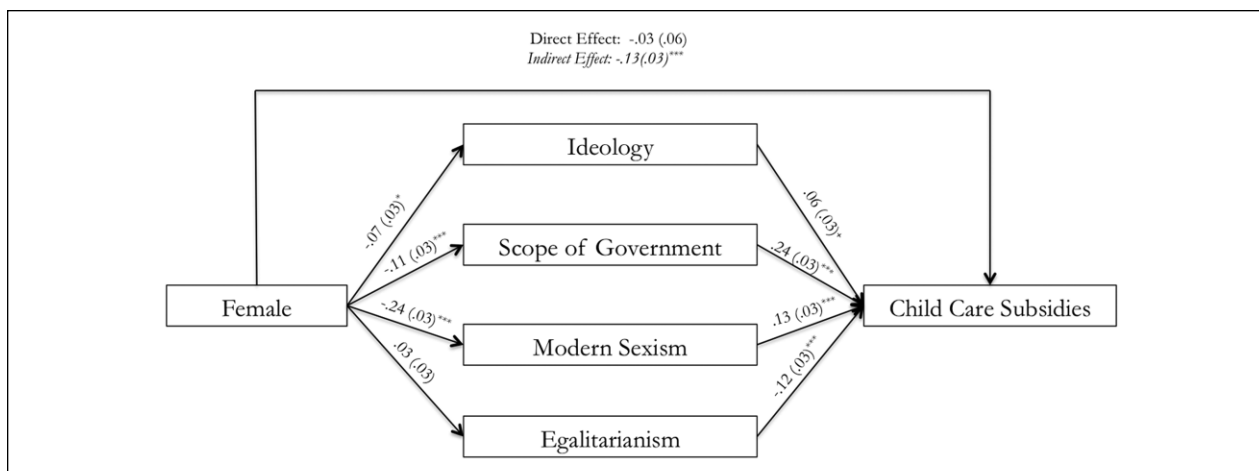 Direct Effect: -.03 (.06)
Indirect Effect: -.13(.03)***
Ideology
-.07 (.03)*
.06 (.03)*
Scope of Government
-.11 (.03)***
.24 (.03)***
Female
Child Care Subsidies
-.24 (.03)***
.13 (.03)***
Modern Sexism
.03 (.03)
-.12 (.03)***
Egalitarianism